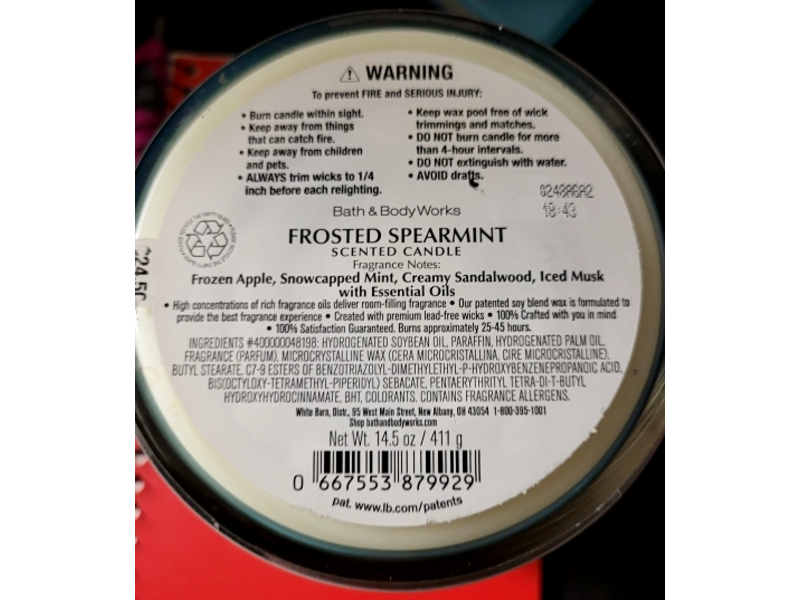 WARNING
To prevent FIRE and SERIOUS INJURY:
• Burn candle within sight.
• Keep away from things
that can catch fire.
• Keep away from children
and pets.
• ALWAYS trim wicks to 1/4
inch before each relighting.
• Keep wax pool free of wick
trimmings and matches.
• DO NOT burn candle for more
than 4-hour intervals.
• DO NOT extinguish with water.
• AVOID drafts.
18:43
Bath & Body Works
FROSTED SPEARMINT
SCENTED CANDLE
Fragrance Notes:
Frozen Apple, Snowcapped Mint, Creamy Sandalwood, Iced Musk
with Essential Oils
• High concentrations of rich fragrance oils deliver room-filling fragrance • Our patented soy blend wax is formulated to
provide the best fragrance experience • Created with premium lead-free wicks • 100% Crafted with you in mind
• 100% Satisfaction Guaranteed. Burns approximately 25-45 hours.
INGREDIENTS #400000048198: HYDROGENATED SOYBEAN OIL, PARAFFIN, HYDROGENATED PALM OIL,
FRAGRANCE (PARFUM), MICROCRYSTALLINE WAX (CERA MICROCRISTALLINA, CIRE MICROCRISTALLINE),
BUTYL STEARATE, C7-9 ESTERS OF BENZOTRIAZOLYL-DIMETHYLETHYL-P-HYDROXYBENZENEPROPANOIC ACID,
BIS(OCTYLOXY-TETRAMETHYL-PIPERIDYL) SEBACATE, PENTAERYTHRITYL TETRA-DI-T-BUTYL
HYDROXYHYDROCINNAMATE, BHT, COLORANTS. CONTAINS FRAGRANCE ALLERGENS.
White Barn, Distr., 95 West Main Street, New Albany, OH 43054 1-800-395-1001
Shop bathandbodyworks.com
Net Wt. 14.5 oz / 411 g
0 667553 879929
pat. www.lb.com/patents